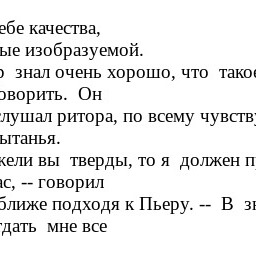 ебе качества,
ые изобразуемой.
р знал очень хорошо, что такое
оворить. Он
слушал ритора, по всему чувству
ытанья.
жели вы тверды, то я должен п
ас, -- говорил
ближе подходя к Пьеру. -- В з
дать мне все